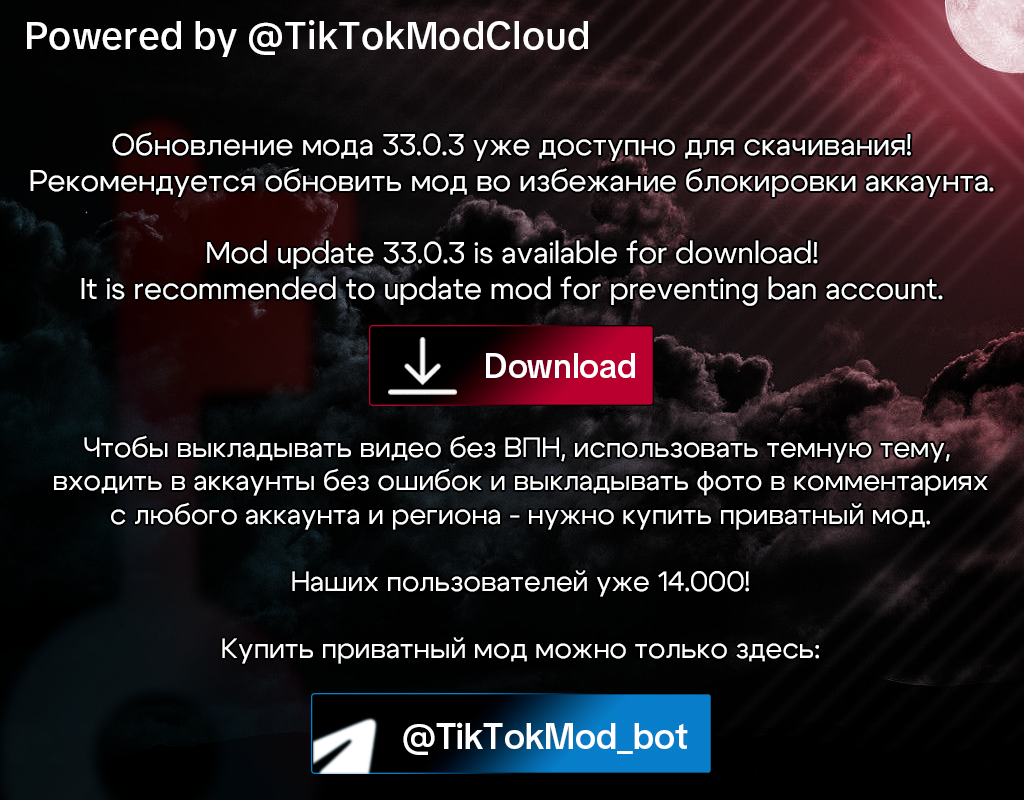 Powered by @TikTokModCloud
Обновление мода 33.0.3 уже доступно для скачивания!
Рекомендуется обновить мод во избежание блокировки аккаунта.
Mod update 33.0.3 is available for download!
It is recommended to update mod for preventing ban account.
Download
Чтобы выкладывать видео без ВПН, использовать темную тему,
входить в аккаунты без ошибок и выкладывать фото в комментариях
с любого аккаунта и региона - нужно купить приватный мод.
Наших пользователей уже 14.000!
Купить приватный мод можно только здесь:
@TikTokMod_bot